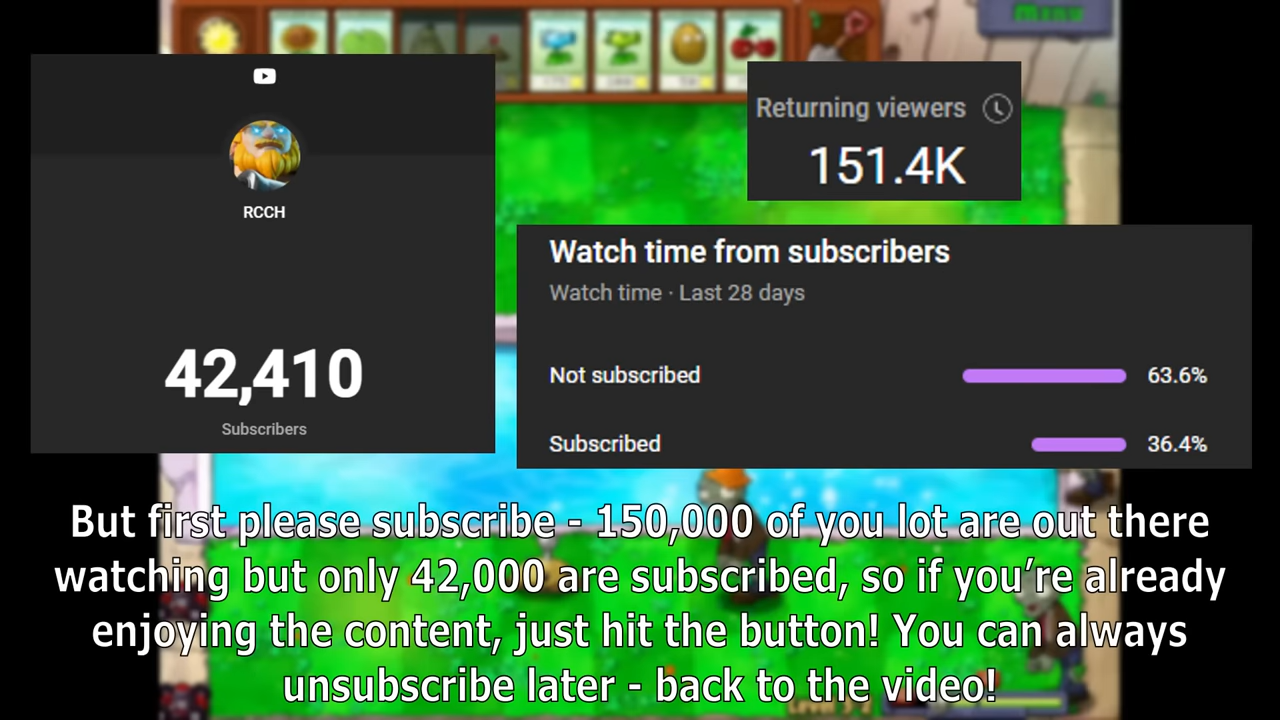 Menu
RCCH
42,410
Subscribers
Returning viewers
151.4K
Watch time from subscribers
Watch time · Last 28 days
Not subscribed 63.6%
Subscribed 36.4%
But first please subscribe - 150,000 of you lot are out there
watching but only 42,000 are subscribed, so if you’re already
enjoying the content, just hit the button! You can always
unsubscribe later - back to the video!